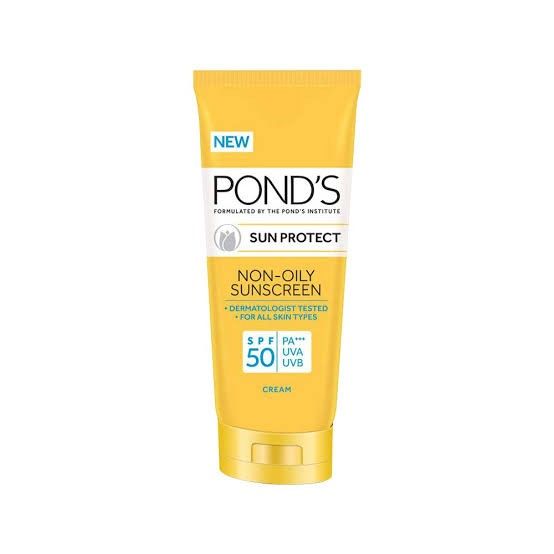 NEW
POND'S
FORMULATED BY THE POND'S INSTITUTE
SUN PROTECT
NON-OILY
SUNSCREEN
• DERMATOLOGIST TESTED
• FOR ALL SKIN TYPES
SPF
50
PA+++
UVA
UVB
CREAM